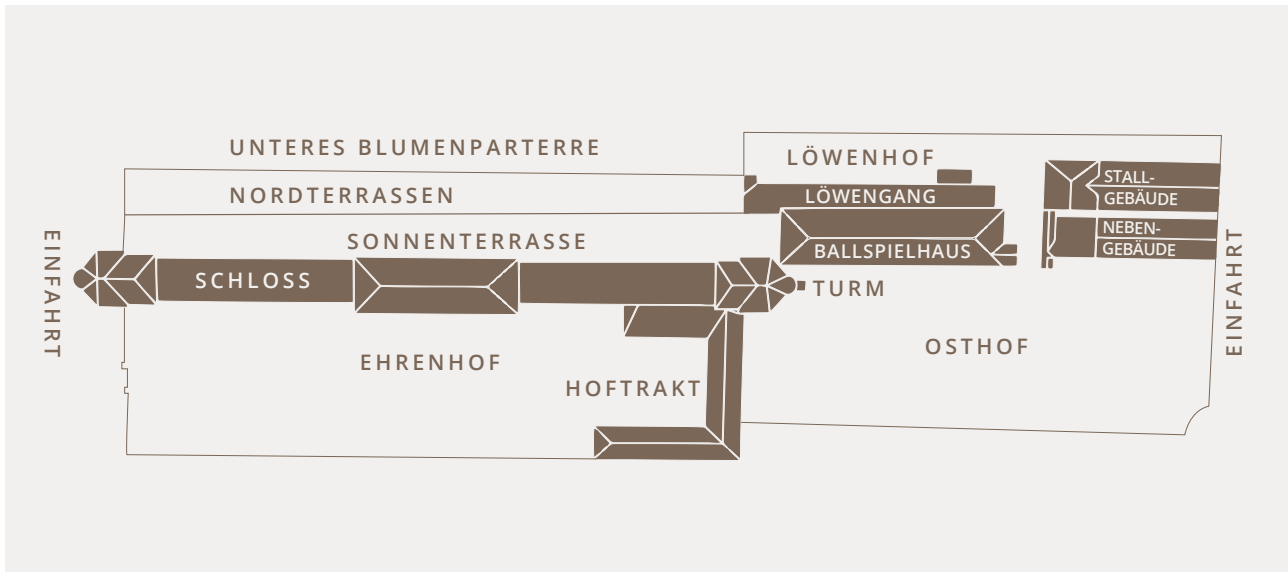 UNTERES BLUMENPARTERRE
LÖWENHOF
NORDTERRASSEN
LÖWENGANG
STALL-
GEBÄUDE
NEBEN-
GEBÄUDE
SONNENTERRASSE
BALLSPIELHAUS
EINFAHRT
SCHLOSS
TURM
EINFAHRT
EHRENHOF
OSTHOF
HOFTRAKT